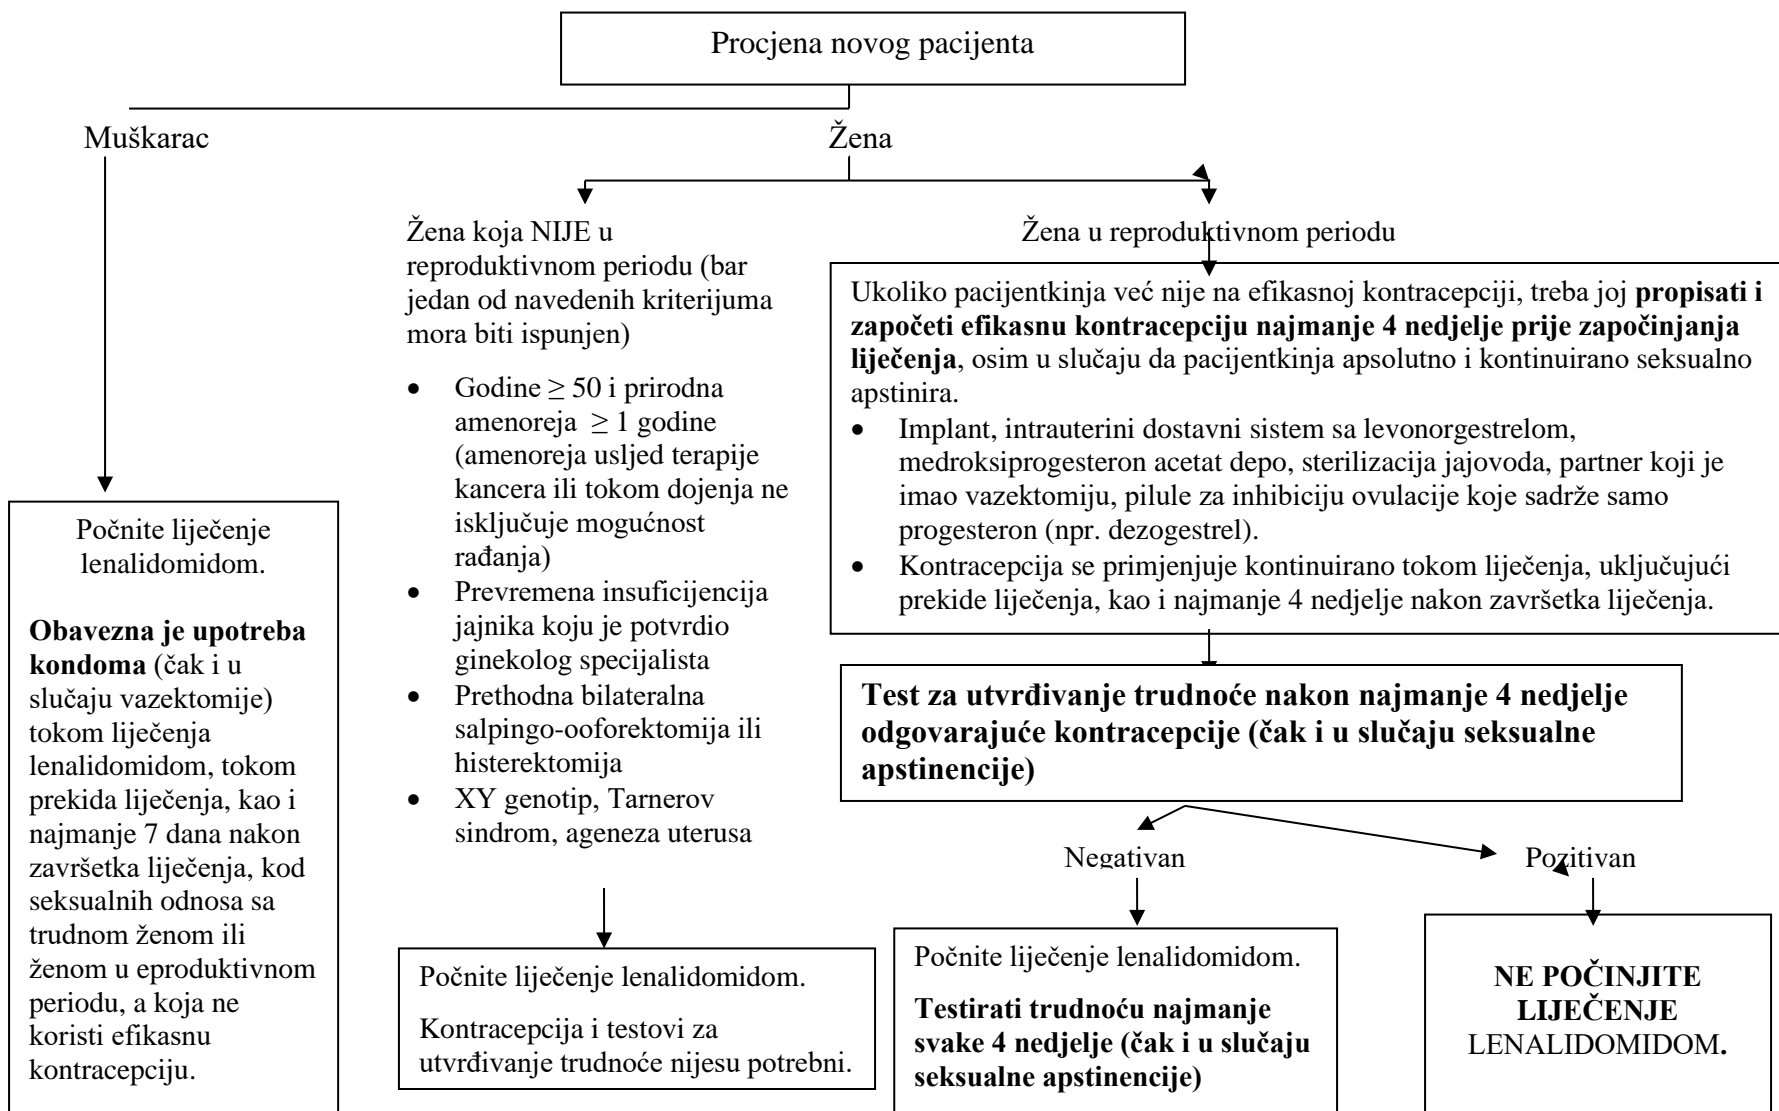 Procjena novog pacijenta
Muškarac
Žena
Počnite liječenje
lenalidomidom.
Obavezna je upotreba
kondoma (čak i u
slučaju vazektomije)
tokom liječenja
lenalidomidom, tokom
prekida liječenja, kao i
najmanje 7 dana nakon
završetka liječenja, kod
seksualnih odnosa sa
trudnom ženom ili
ženom u eproduktivnom
periodu, a koja ne
koristi efikasnu
kontracepciju.
Žena koja NIJE u
reproduktivnom periodu (bar
jedan od navedenih kriterijuma
mora biti ispunjen)
• Godine ≥ 50 i prirodna
amenoreja ≥ 1 godine
(amenoreja usljed terapije
kancera ili tokom dojenja ne
isključuje mogućnost
rađanja)
• Prevremena insuficijencija
jajnika koju je potvrdio
ginekolog specijalista
• Prethodna bilateralna
salpingo-ooforektomija ili
histerektomija
• XY genotip, Tarnerov
sindrom, ageneza uterusa
Počnite liječenje lenalidomidom.
Kontracepcija i testovi za
utvrđivanje trudnoće nijesu potrebni.
Žena u reproduktivnom periodu
Ukoliko pacijentkinja već nije na efikasnoj kontracepciji, treba joj propisati i
započeti efikasnu kontracepciju najmanje 4 nedjelje prije započinjanja
liječenja, osim u slučaju da pacijentkinja apsolutno i kontinuirano seksualno
apstinira.
• Implant, intrauterini dostavni sistem sa levonorgestrelom,
medroksiprogesteron acetat depo, sterilizacija jajovoda, partner koji je
imao vazektomiju, pilule za inhibiciju ovulacije koje sadrže samo
progesteron (npr. dezogestrel).
• Kontracepcija se primjenjuje kontinuirano tokom liječenja, uključujući
prekide liječenja, kao i najmanje 4 nedjelje nakon završetka liječenja.
Test za utvrđivanje trudnoće nakon najmanje 4 nedjelje
odgovarajuće kontracepcije (čak i u slučaju seksualne
apstinencije)
Negativan
Počnite liječenje lenalidomidom.
Testirati trudnoću najmanje
svake 4 nedjelje (čak i u slučaju
seksualne apstinencije)
Pozitivan
NE POČINJITE
LIJEČENJE
LENALIDOMIDOM.